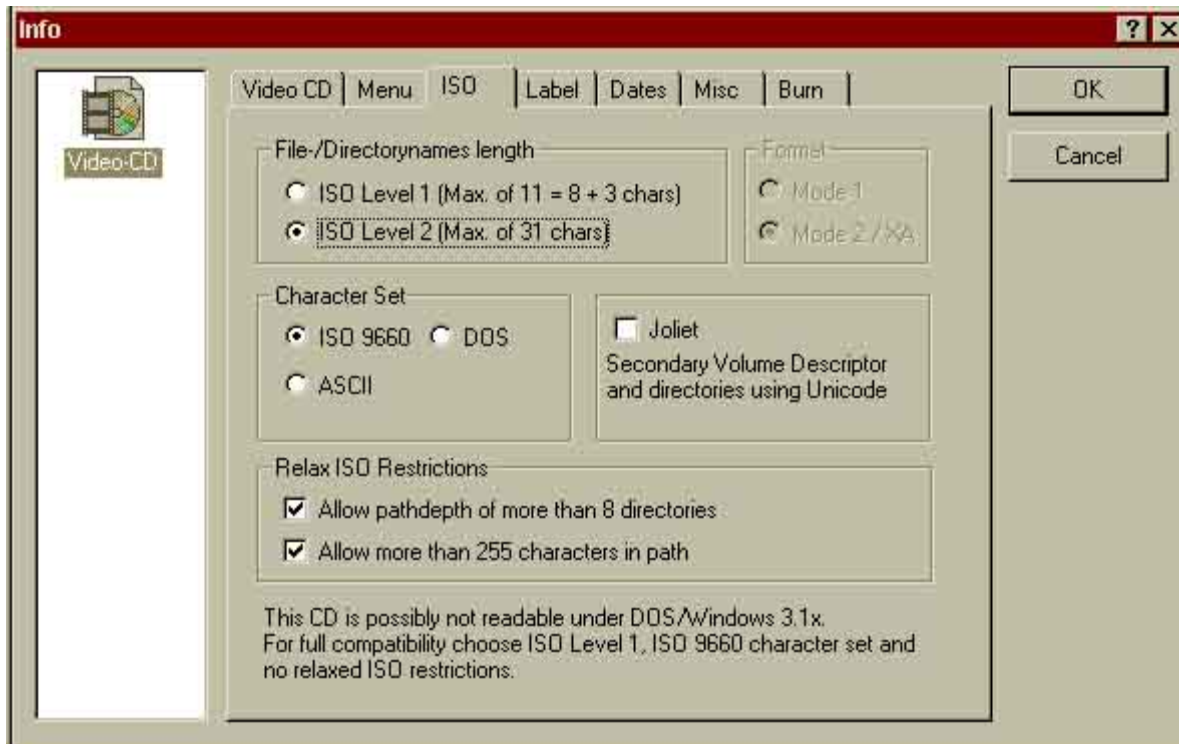 Info
Video-CD
Video CD Menu ISO Label Dates Misc Burn
OK
Cancel
File-/Directorynames length
ISO Level 1 (Max. of 11 = 8 + 3 chars)
ISO Level 2 (Max. of 31 chars)
Format
Mode 1
Mode 2 / XA
Character Set
ISO 9660 DOS
ASCII
Joliet
Secondary Volume Descriptor
and directories using Unicode
Relax ISO Restrictions
Allow pathdepth of more than 8 directories
Allow more than 255 characters in path
This CD is possibly not readable under DOS/Windows 3.1x.
For full compatibility choose ISO Level 1, ISO 9660 character set and
no relaxed ISO restrictions.